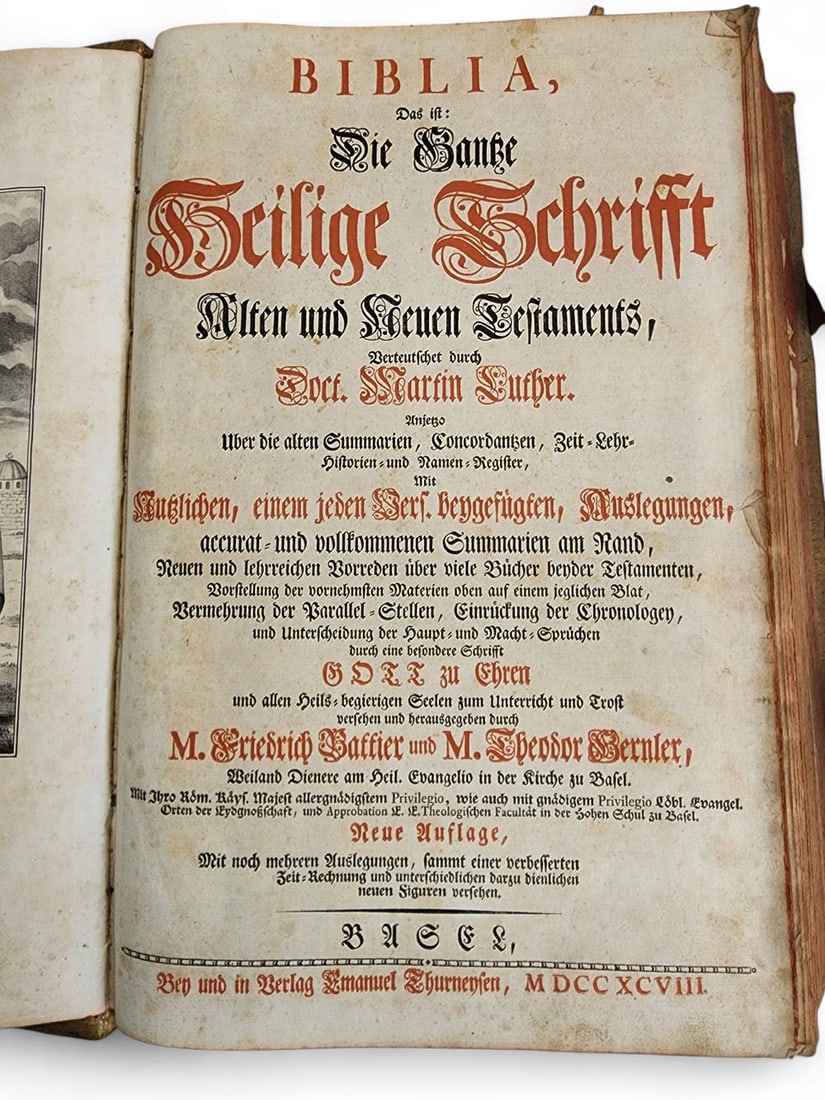 BIBLIA,
Das ist:
Die Gantze
Heilige Schrifft
Alten und Neuen Testaments,
Verteutschet durch
Doct. Martin Luther.
Anjetzo
Uber die alten Summarien, Concordantzen, Zeit-Lehr-
Historien-und Namen-Register,
Mit
Nutzlichen, einem jeden Vers. beygefügten, Auslegungen,
accurat-und vollkommenen Summarien am Rand,
Neuen und lehrreichen Vorreden über viele Bücher beyder Testamenten,
Vorstellung der vornehmsten Materien oben auf einem jeglichen Blat,
Vermehrung der Parallel-Stellen, Einrückung der Chronologey,
und Unterscheidung der Haupt-und Macht-Sprüchen
durch eine besondere Schrifft
GOTT zu Ehren
und allen Heils-begierigen Seelen zum Unterricht und Trost
versehen und herausgegeben durch
M. Friedrich Battier und M. Theodor Gernler,
Weiland Dienere am Heil. Evangelio in der Kirche zu Basel.
Mit Ihro Röm. Käys. Majest allergnädigstem Privilegio, wie auch mit gnädigem Privilegio Löbl. Evangel.
Orten der Eydgnoßschaft, und Approbation E. E. Theologischen Facultät in der Hohen Schul zu Basel.
Neue Auflage,
Mit noch mehrern Auslegungen, sammt einer verbesserten
Zeit-Rechnung und unterschiedlichen darzu dienlichen
neuen Figuren versehen.
BASEL,
Bey und in Verlag Emanuel Thurneysen, MDCCXCVIII.